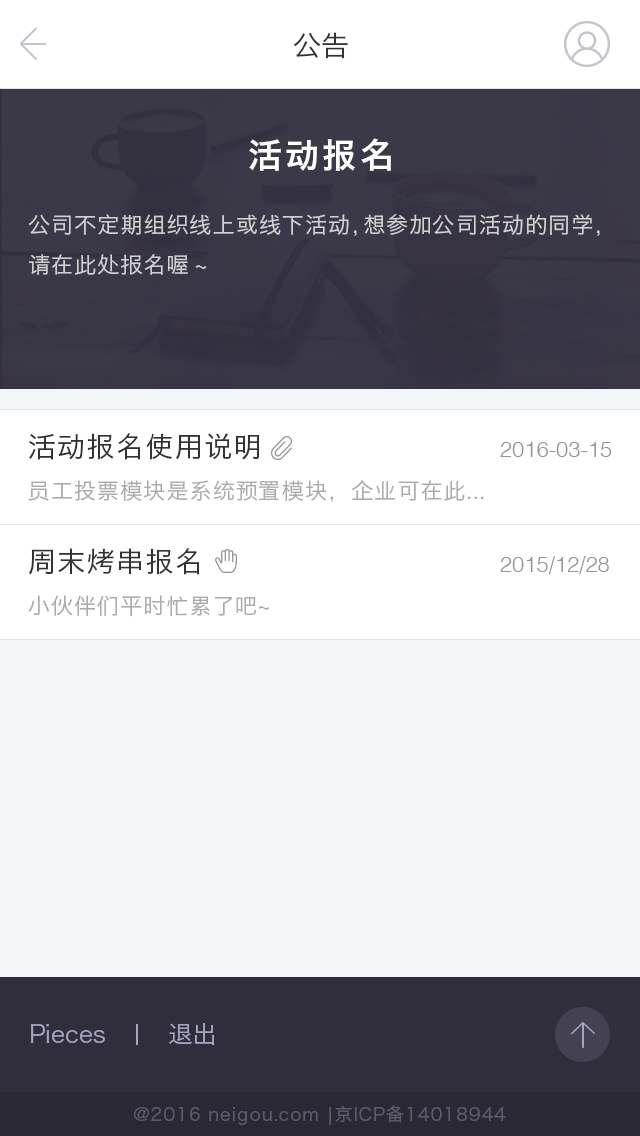 公告
活动报名
公司不定期组织线上或线下活动,想参加公司活动的同学,
请在此处报名喔~
活动报名使用说明 2016-03-15
员工投票模块是系统预置模块，企业可在此...
周末烤串报名 2015/12/28
小伙伴们平时忙累了吧~
Pieces | 退出
@2016 neigou.com |京ICP备14018944